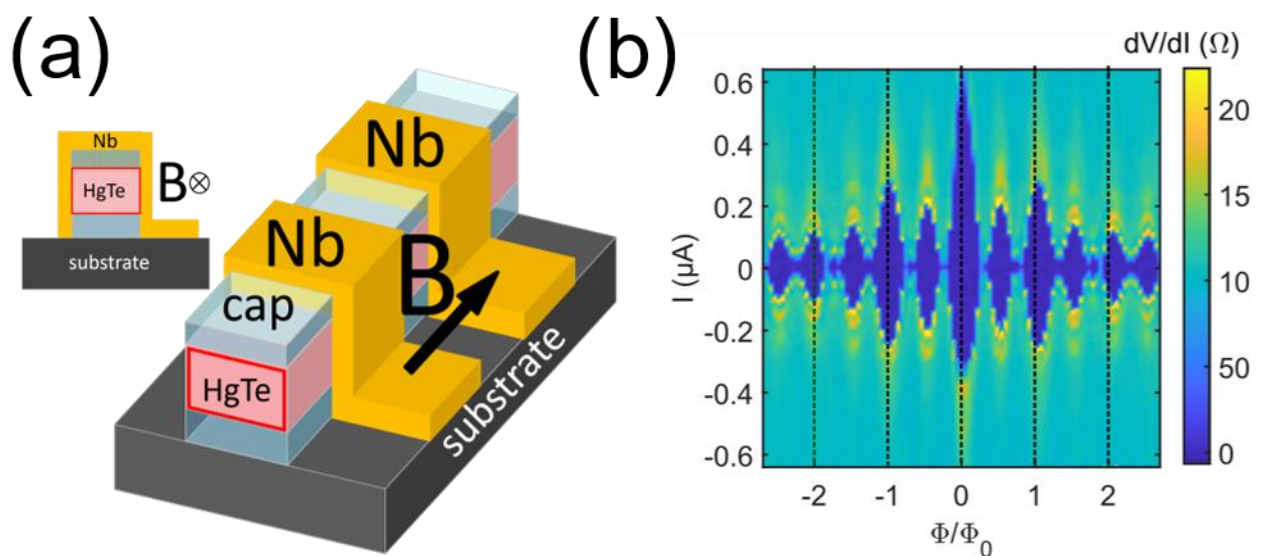 (a)
Nb
HgTe
B⊗
substrate
Nb
Nb
B
cap
HgTe
substrate
(b)
dV/dI (Ω)
0.6
0.4
0.2
0
-0.2
-0.4
-0.6
I (μA)
-2 -1 0 1 2
Φ/Φ₀
20
15
10
50
0